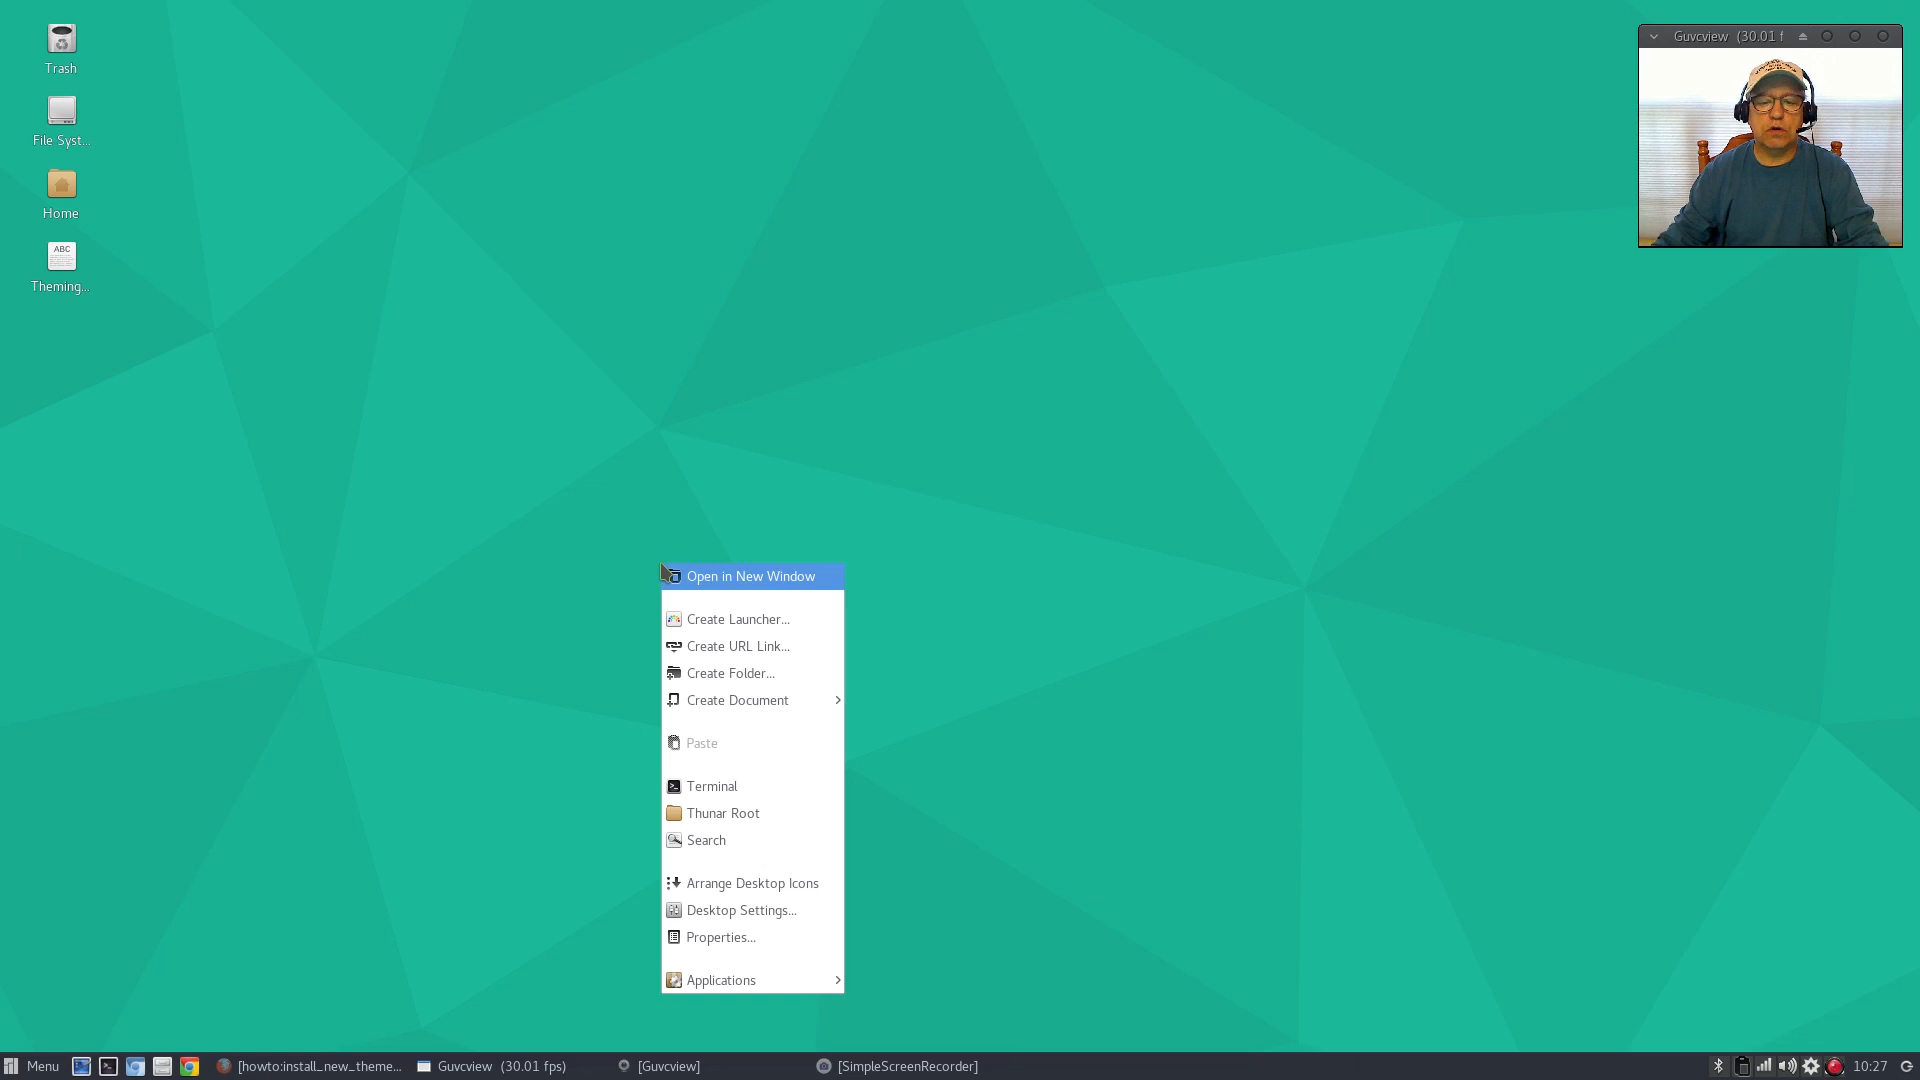 Trash
File Syst...
Home
ABC
Theming...
Guvcview (30.01 f
Open in New Window
Create Launcher...
Create URL Link...
Create Folder...
Create Document
Paste
Terminal
Thunar Root
Search
Arrange Desktop Icons
Desktop Settings...
Properties...
Applications
Menu
[howto:install_new_theme...
Guvcview (30.01 fps)
[Guvcview]
[SimpleScreenRecorder]
10:27